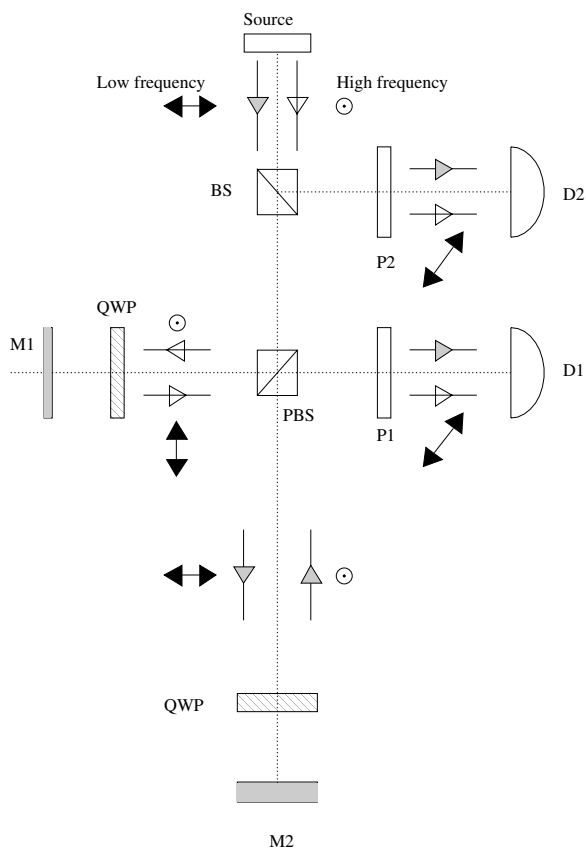 Source
Low frequency
High frequency
BS
D2
P2
QWP
M1
D1
PBS
P1
QWP
M2